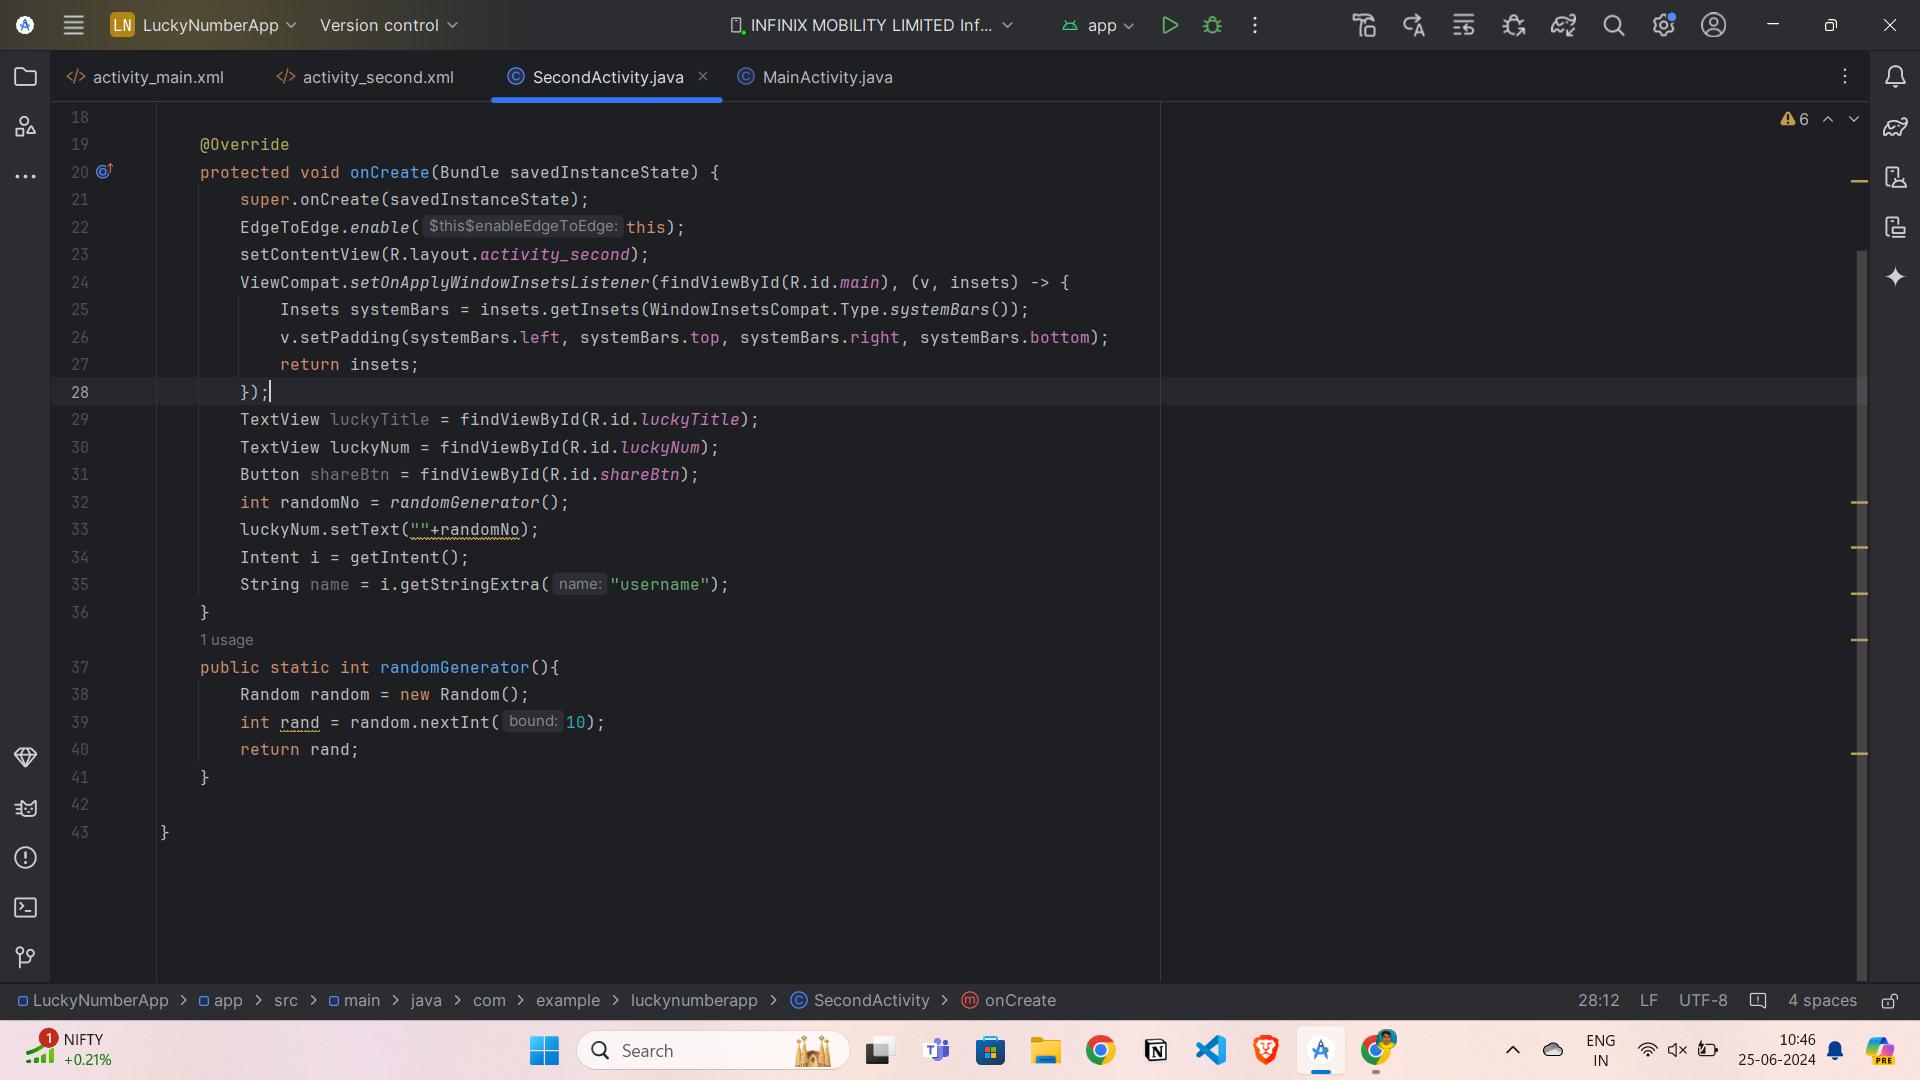 LN LuckyNumberApp Version control INFINIX MOBILITY LIMITED Inf... app
activity_main.xml activity_second.xml SecondActivity.java MainActivity.java
18 6
19 @Override
20 protected void onCreate(Bundle savedInstanceState) {
21 super.onCreate(savedInstanceState);
22 EdgeToEdge.enable( $this$enableEdgeToEdge: this);
23 setContentView(R.layout.activity_second);
24 ViewCompat.setOnApplyWindowInsetsListener(findViewById(R.id.main), (v, insets) -> {
25 Insets systemBars = insets.getInsets(WindowInsetsCompat.Type.systemBars());
26 v.setPadding(systemBars.left, systemBars.top, systemBars.right, systemBars.bottom);
27 return insets;
28 });
29 TextView luckyTitle = findViewById(R.id.luckyTitle);
30 TextView luckyNum = findViewById(R.id.luckyNum);
31 Button shareBtn = findViewById(R.id.shareBtn);
32 int randomNo = randomGenerator();
33 luckyNum.setText(""+randomNo);
34 Intent i = getIntent();
35 String name = i.getStringExtra( name: "username");
36 }
1 usage
37 public static int randomGenerator(){
38 Random random = new Random();
39 int rand = random.nextInt( bound: 10);
40 return rand;
41 }
42
43 }
LuckyNumberApp > app > src > main > java > com > example > luckynumberapp > SecondActivity > onCreate 28:12 LF UTF-8 4 spaces
1 NIFTY
+0.21%
Search
ENG
IN
10:46
25-06-2024
PRE